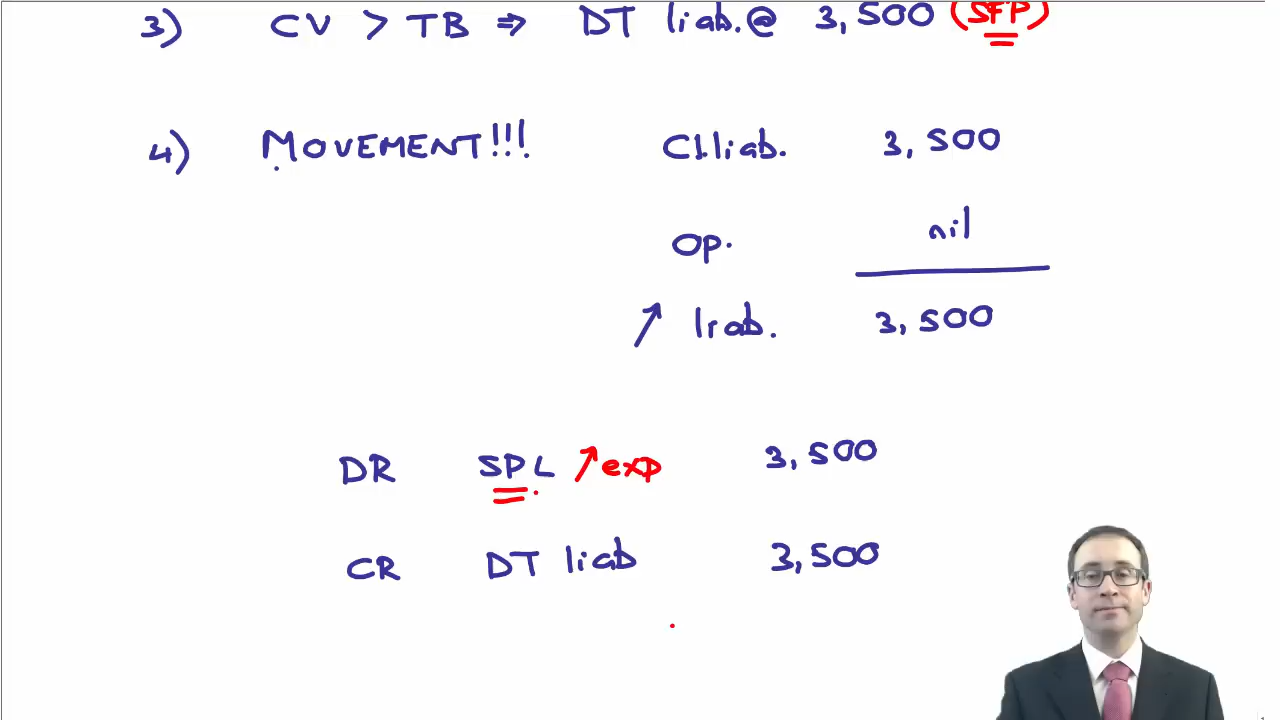 3) CV > TB ⇒ DT liab.@ 3,500 (SFP)
4) MOVEMENT!!! Cl.liab. 3,500
Op. nil
↗ liab. 3,500
DR SPL ↗ exp 3,500
CR DT liab 3,500